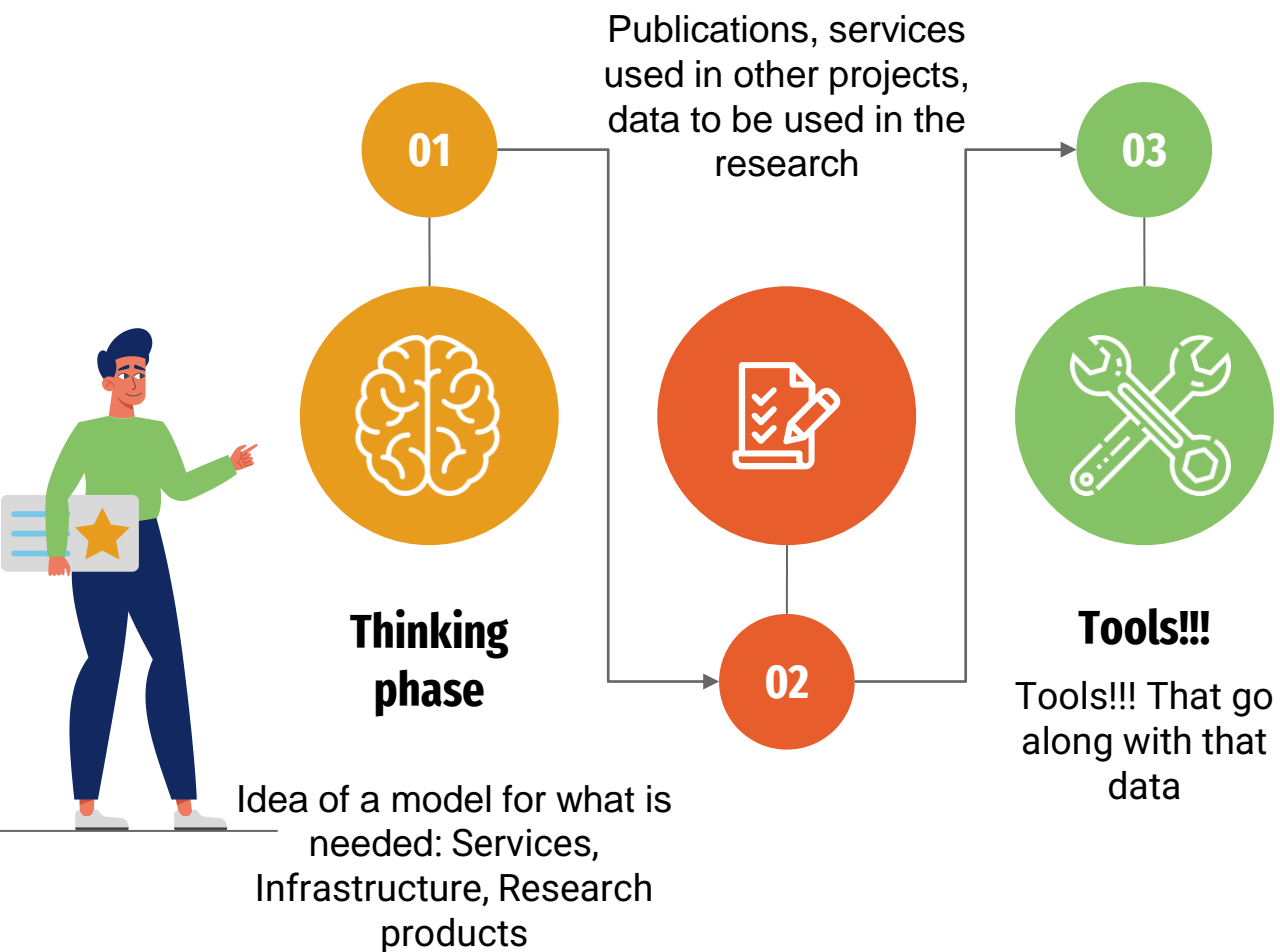 01
Thinking
phase
Idea of a model for what is
needed: Services,
Infrastructure, Research
products
Publications, services
used in other projects,
data to be used in the
research
02
03
Tools!!!
Tools!!! That go
along with that
data